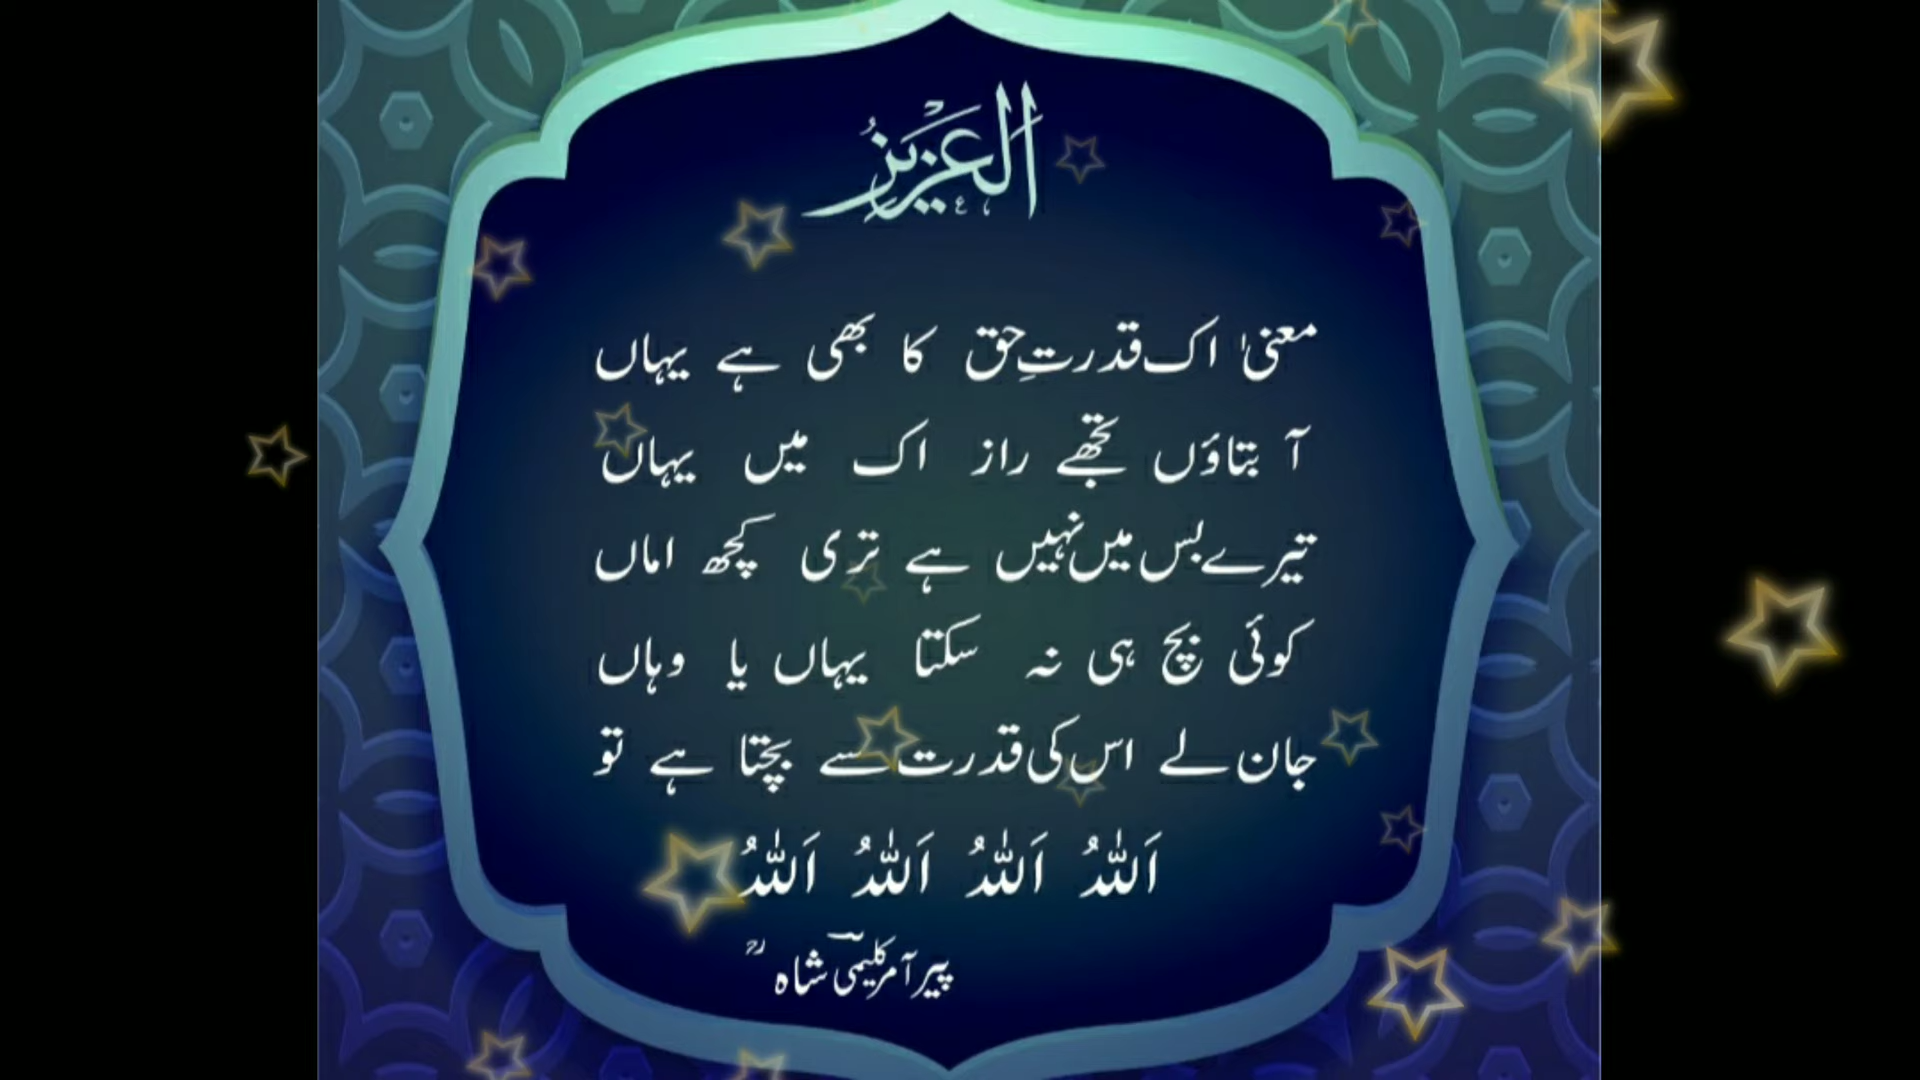 اَلعَزِیزُ
معنیٰ اک قدرتِ حق کا بھی ہے یہاں
آ بتاؤں تجھے راز اک میں یہاں
تیرے بس میں نہیں ہے تری کچھ اماں
کوئی بچ ہی نہ سکتا یہاں یا وہاں
جان لے اس کی قدرت سے بچتا ہے تو
اَللّٰہُ اَللّٰہُ اَللّٰہُ اَللّٰہُ
پیر آمر کلیمی شاہ ؒ